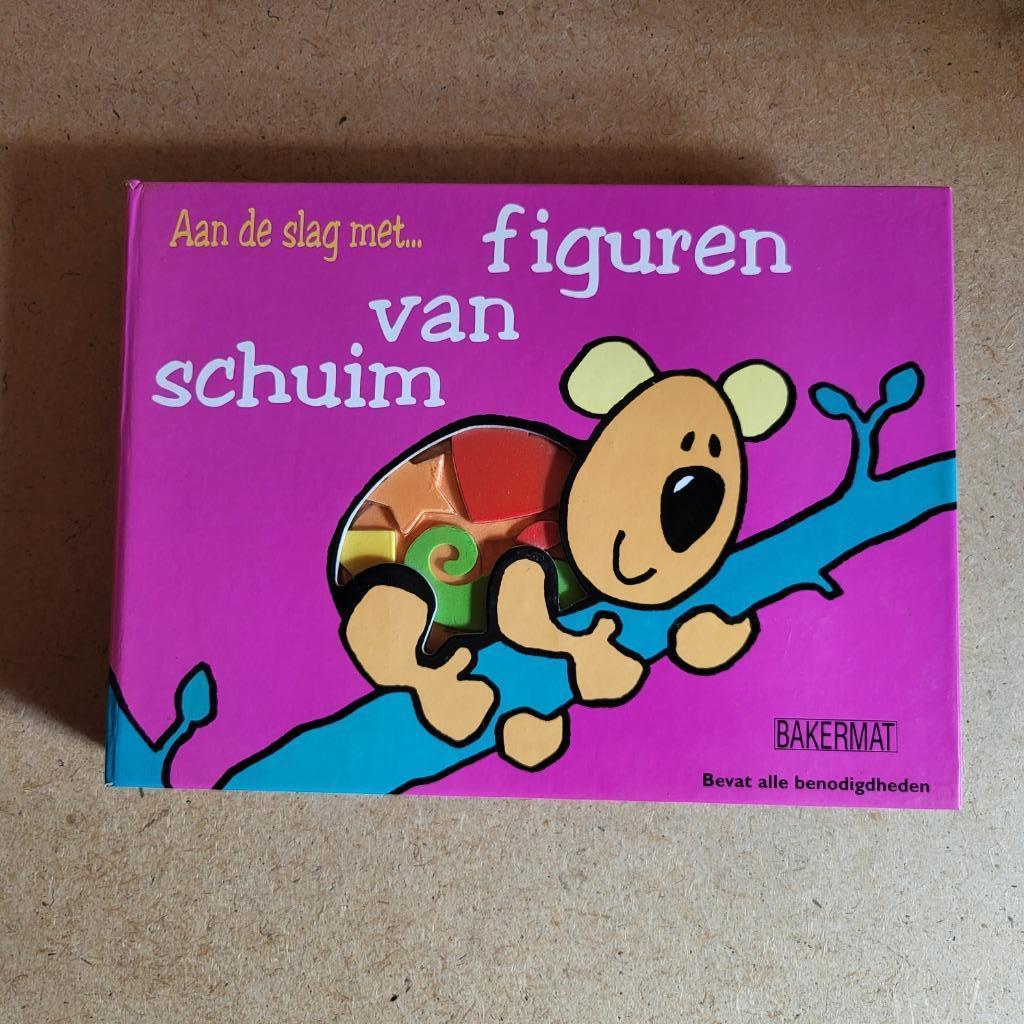 Aan de slag met...
figuren
van
schuim
BAKERMAT
Bevat alle benodigdheden